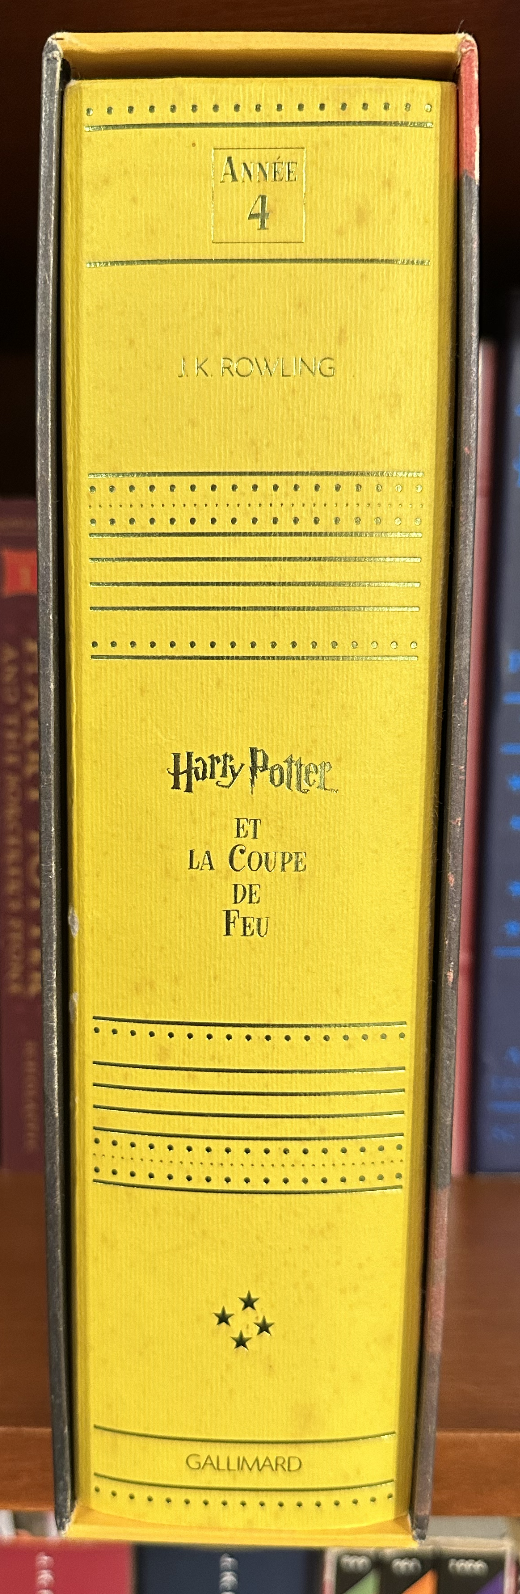 ANNÉE
4
J. K. ROWLING
Harry Potter
ET
LA COUPE
DE
FEU
GALLIMARD